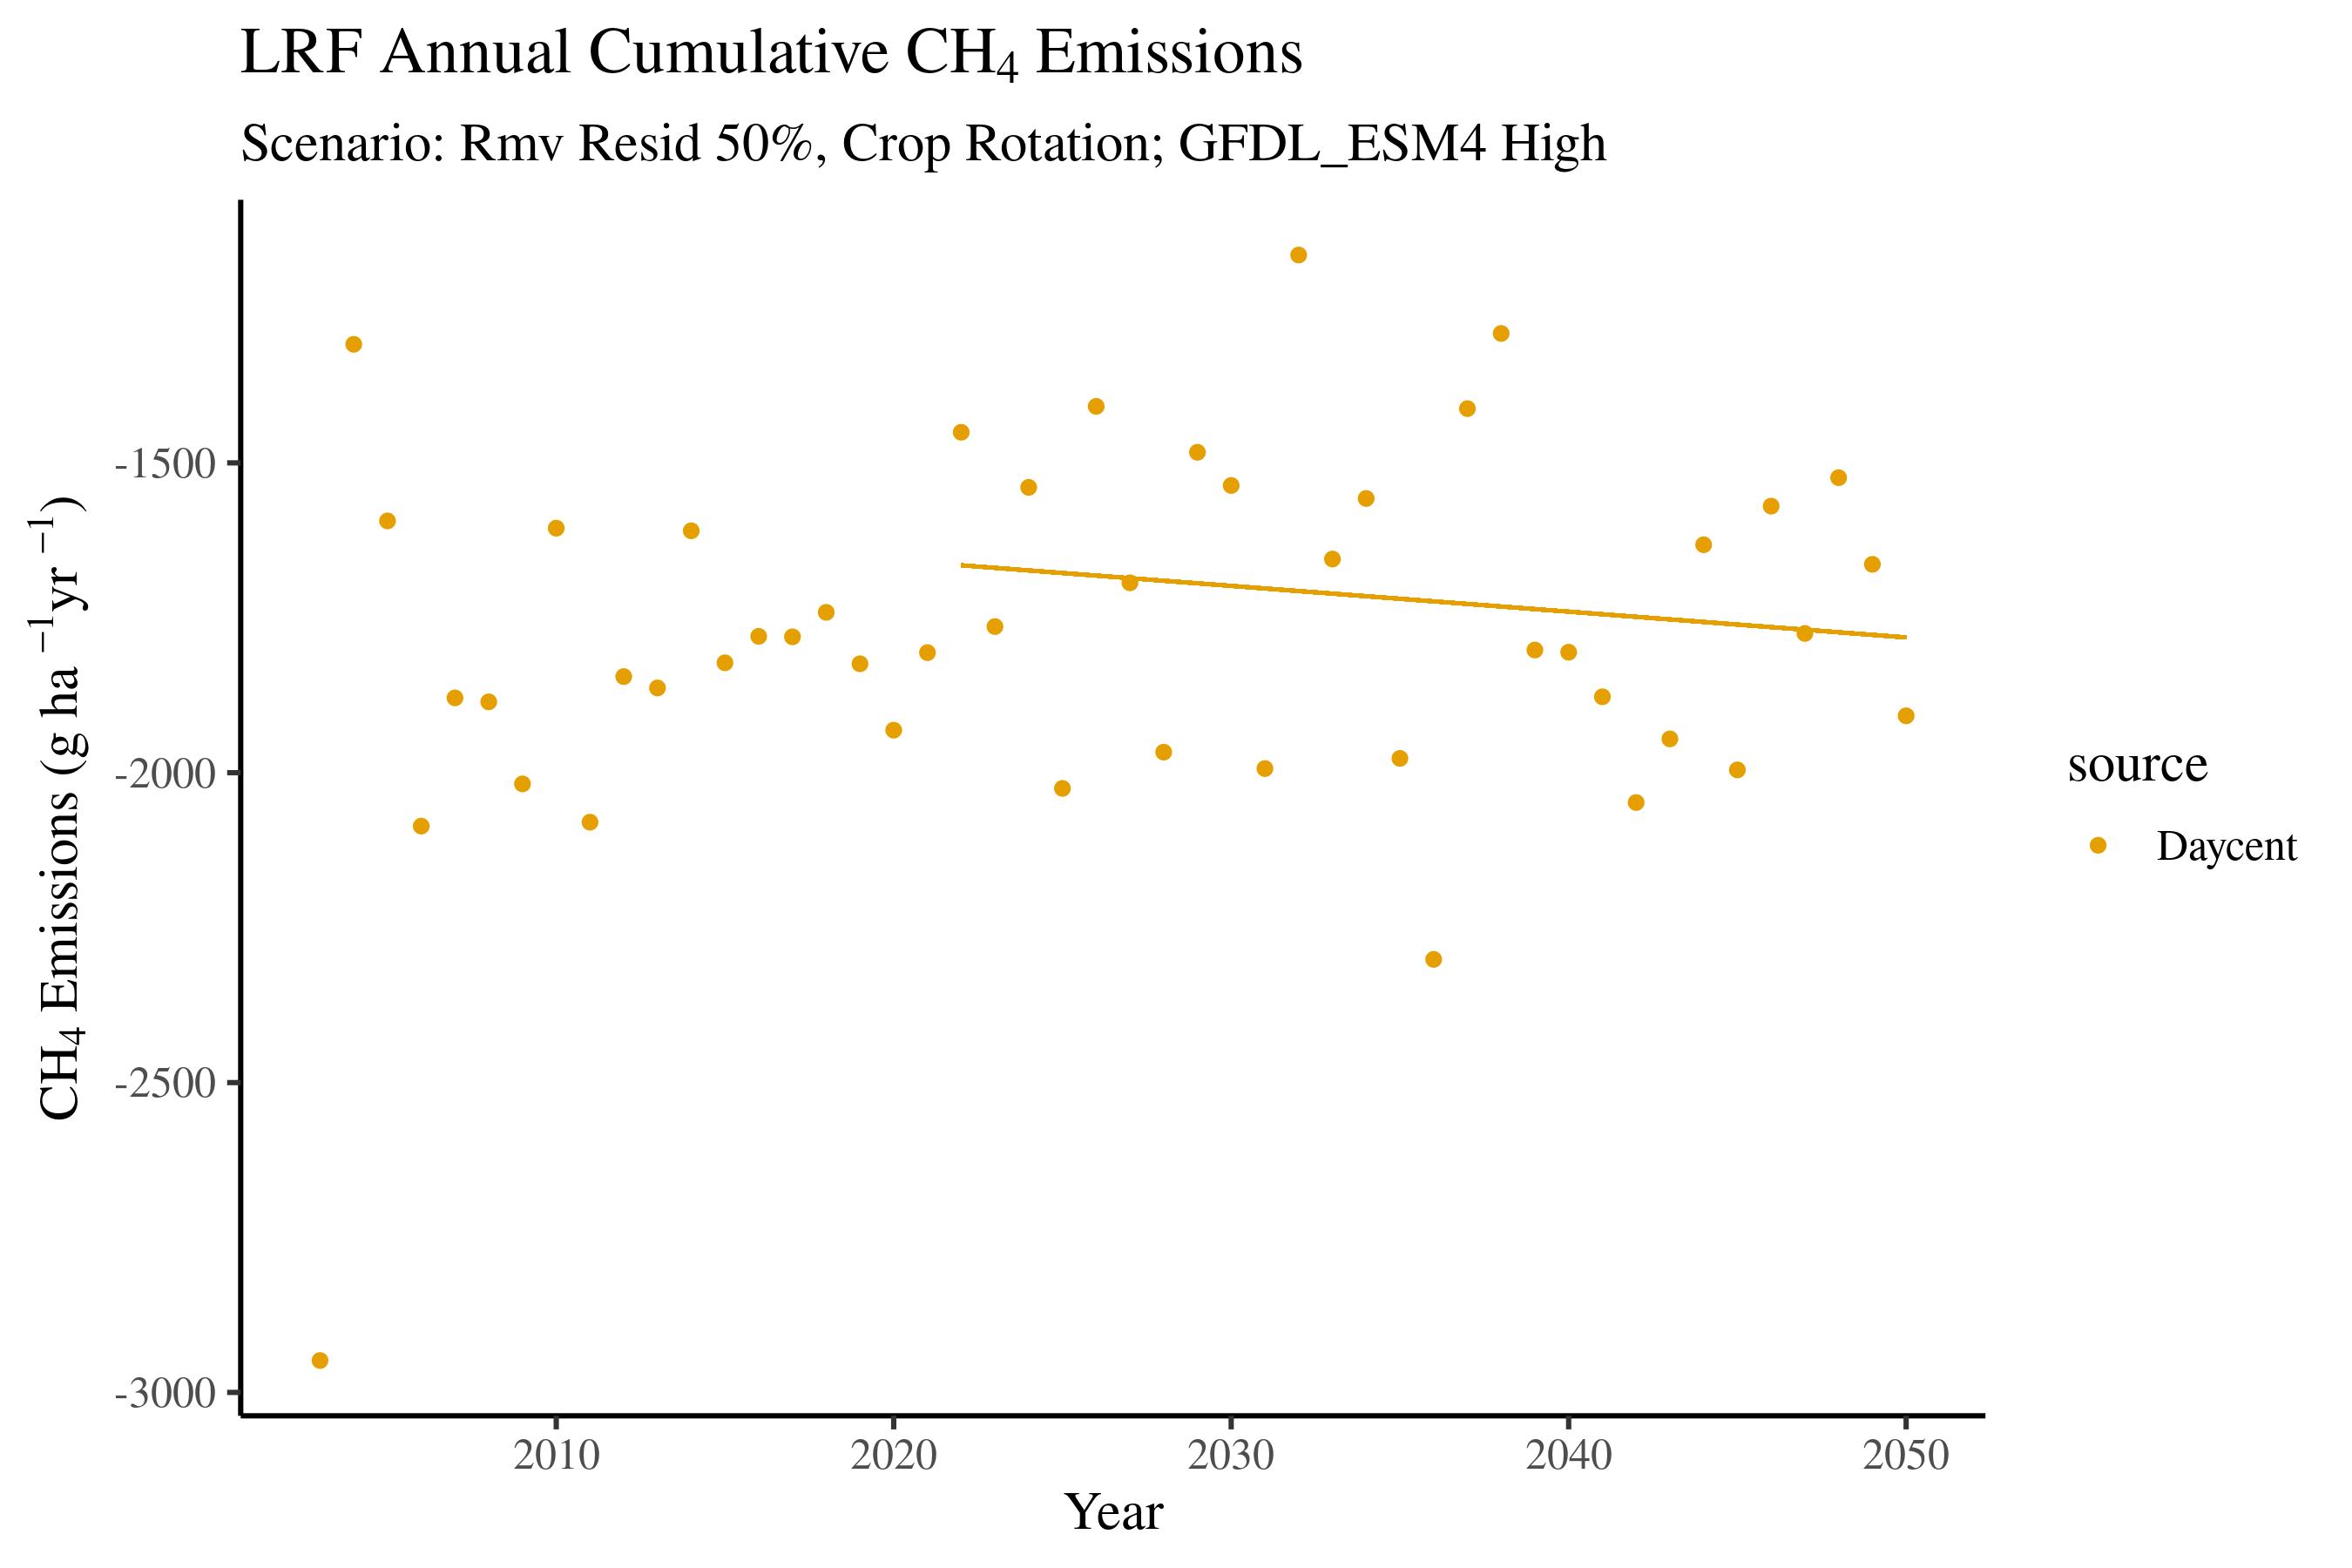 LRF Annual Cumulative CH₄ Emissions
Scenario: Rmv Resid 50%, Crop Rotation; GFDL_ESM4 High
CH₄ Emissions (g ha ⁻¹yr ⁻¹)
-1500
-2000
-2500
-3000
2010
2020
2030
2040
2050
Year
source
Daycent